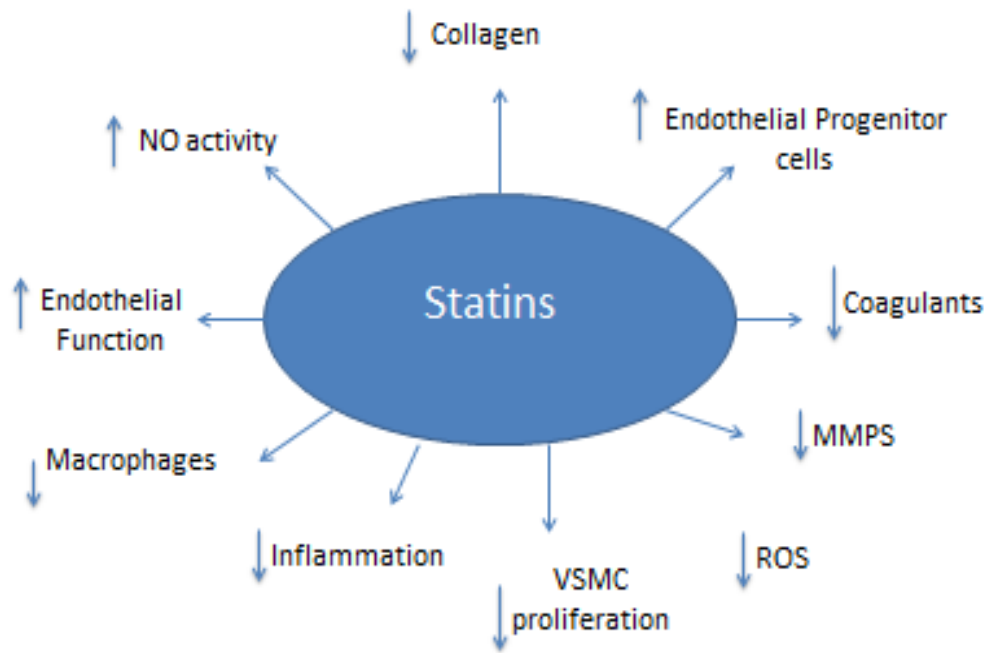 Collagen
NO activity
Endothelial Progenitor
cells
Statins
Endothelial
Function
Coagulants
Macrophages
MMPS
Inflammation
ROS
VSMC
proliferation